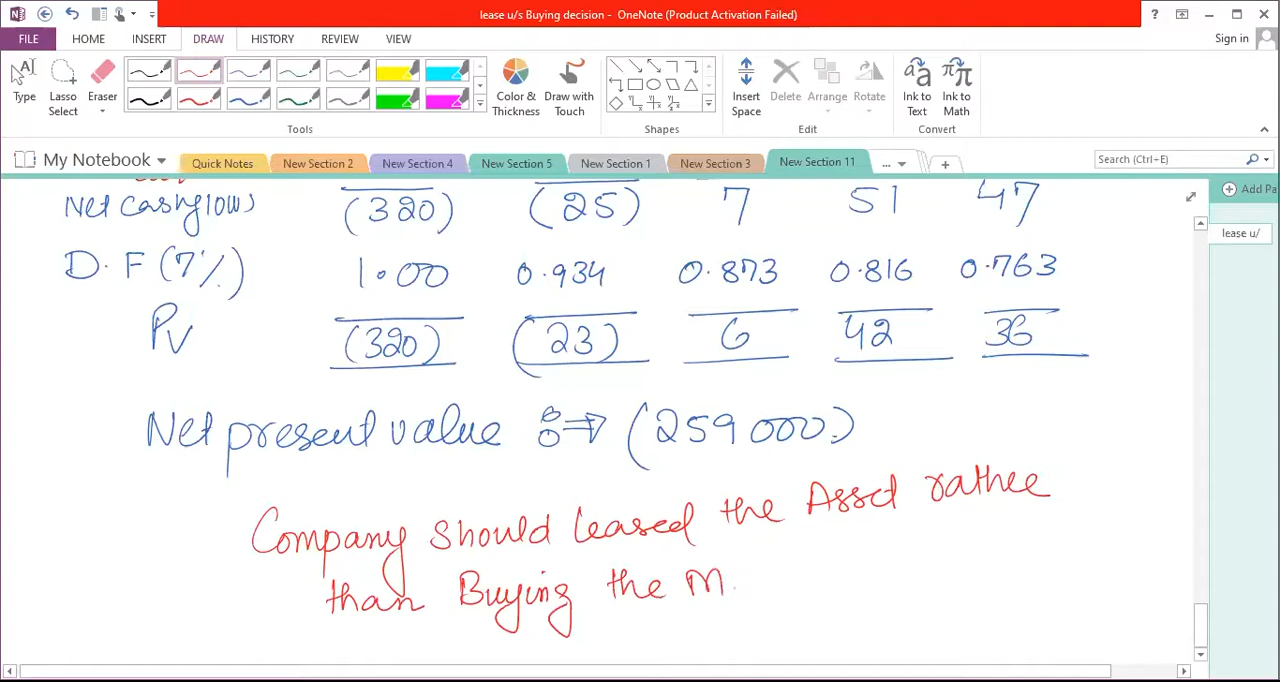 lease u/s Buying decision - OneNote (Product Activation Failed)
FILE HOME INSERT DRAW HISTORY REVIEW VIEW
Sign in
Type
Lasso Select
Eraser
Color & Thickness
Draw with Touch
Insert Space
Delete
Arrange
Rotate
Ink to Text
Ink to Math
Tools
Shapes
Edit
Convert
My Notebook
Quick Notes New Section 2 New Section 4 New Section 5 New Section 1 New Section 3 New Section 11
Search (Ctrl+E)
Add Pa
lease u/
Net cashflows (320) (25) 7 51 47
D.F (7%) 1.00 0.934 0.873 0.816 0.763
PV (320) (23) 6 42 36
Net present value (259000)
Company should leased the Asset rather
than Buying the M